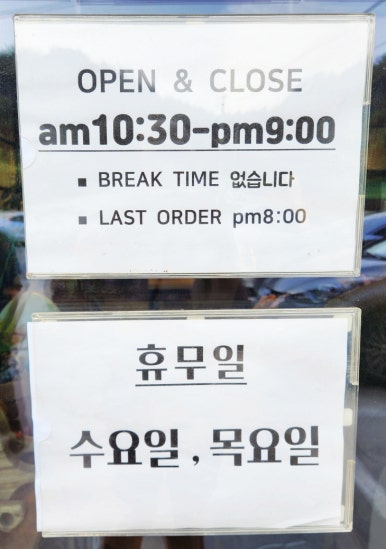 OPEN & CLOSE
am10:30-pm9:00
▪ BREAK TIME 없습니다
▪ LAST ORDER pm8:00
휴무일
수요일, 목요일